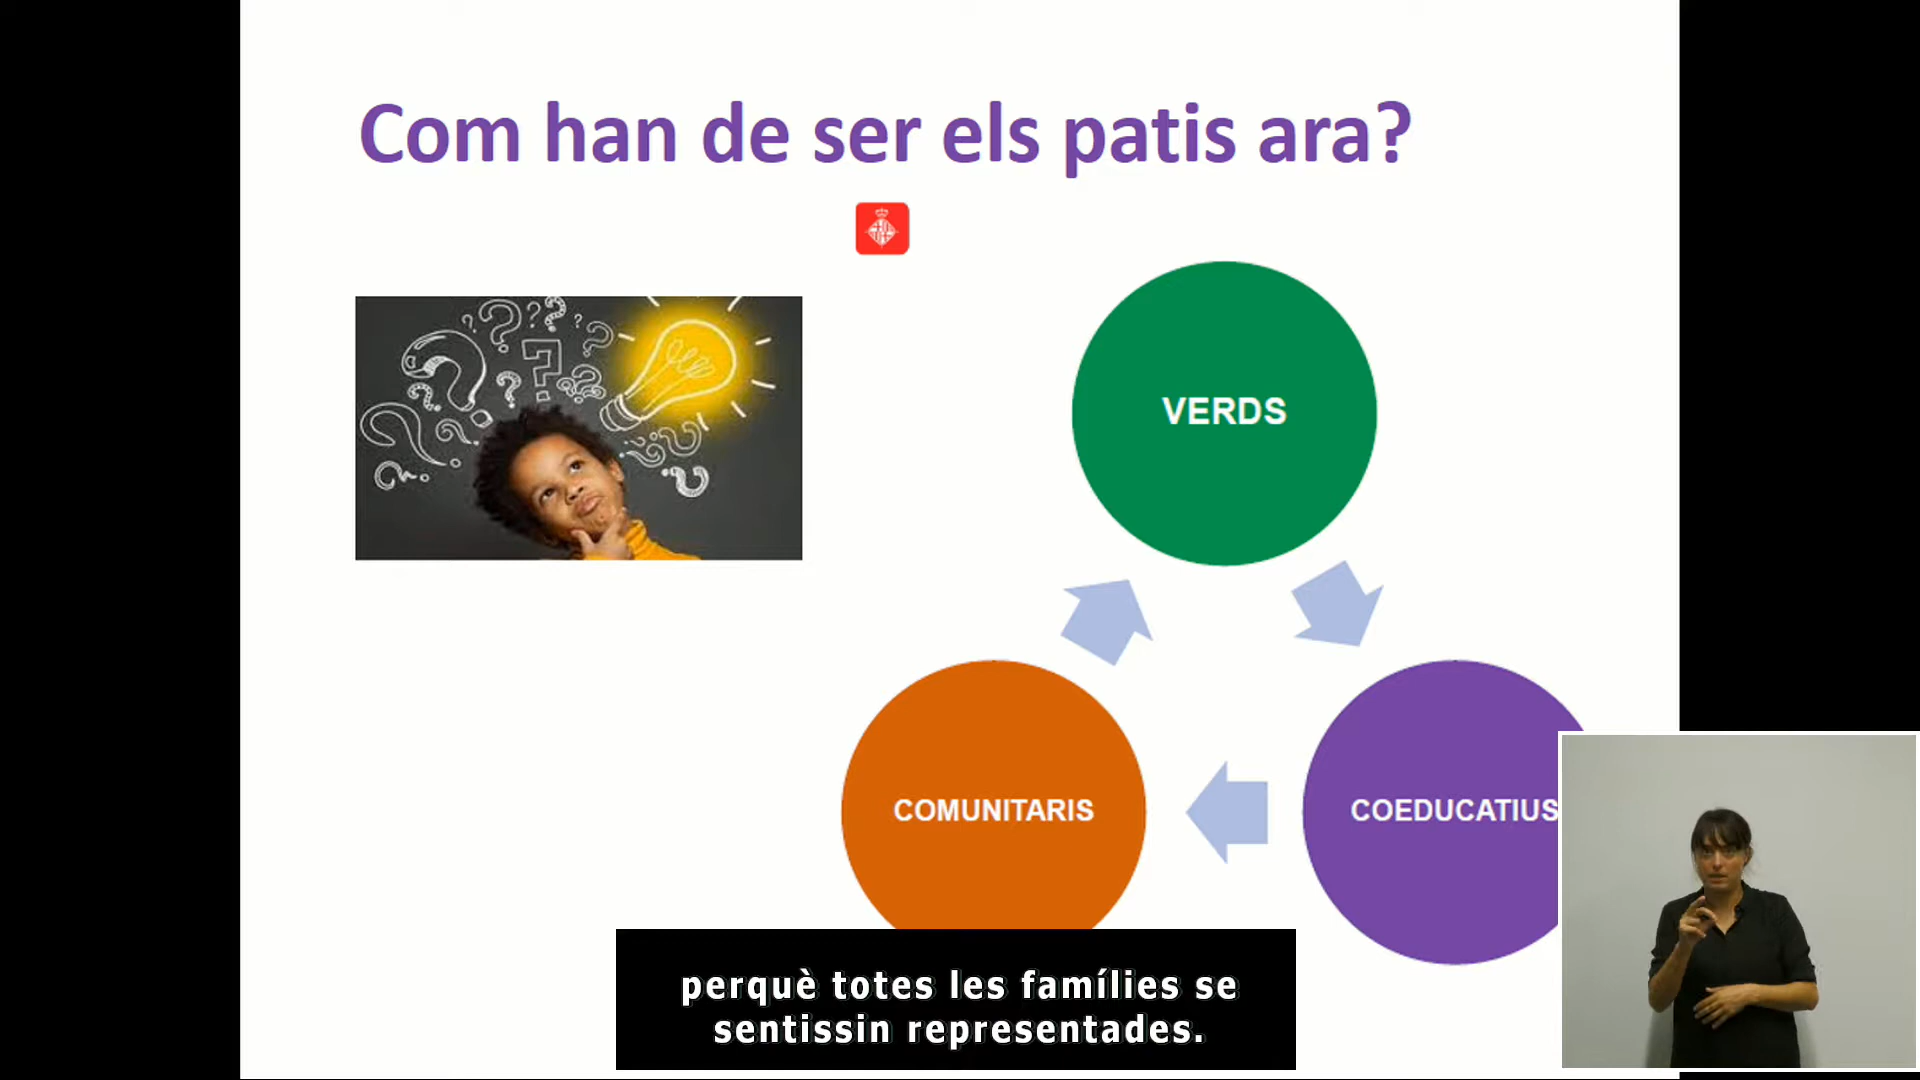 Com han de ser els patis ara?
VERDS
COMUNITARIS
COEDUCATIUS
perquè totes les famílies se
sentissin representades.